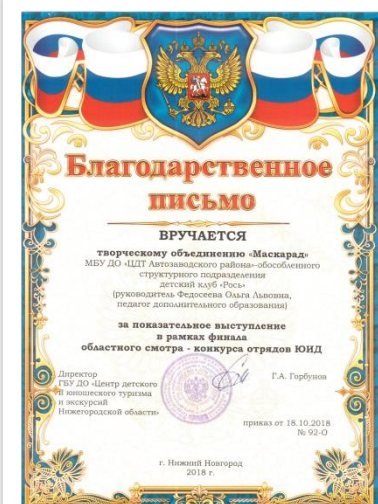 Благодарственное
письмо
ВРУЧАЕТСЯ
творческому объединению «Маскарад»
МБУ ДО «ЦДТ Автозаводского района»-обособленного
структурного подразделения
детский клуб «Рось»
(руководитель Федосеева Ольга Львовна,
педагог дополнительного образования)
за показательное выступление
в рамках финала
областного смотра - конкурса отрядов ЮИД
Директор
ГБУ ДО «Центр детского
и юношеского туризма
и экскурсий
Нижегородской области»
Г.А. Горбунов
приказ от 18.10.2018
№ 92-О
г. Нижний Новгород
2018 г.